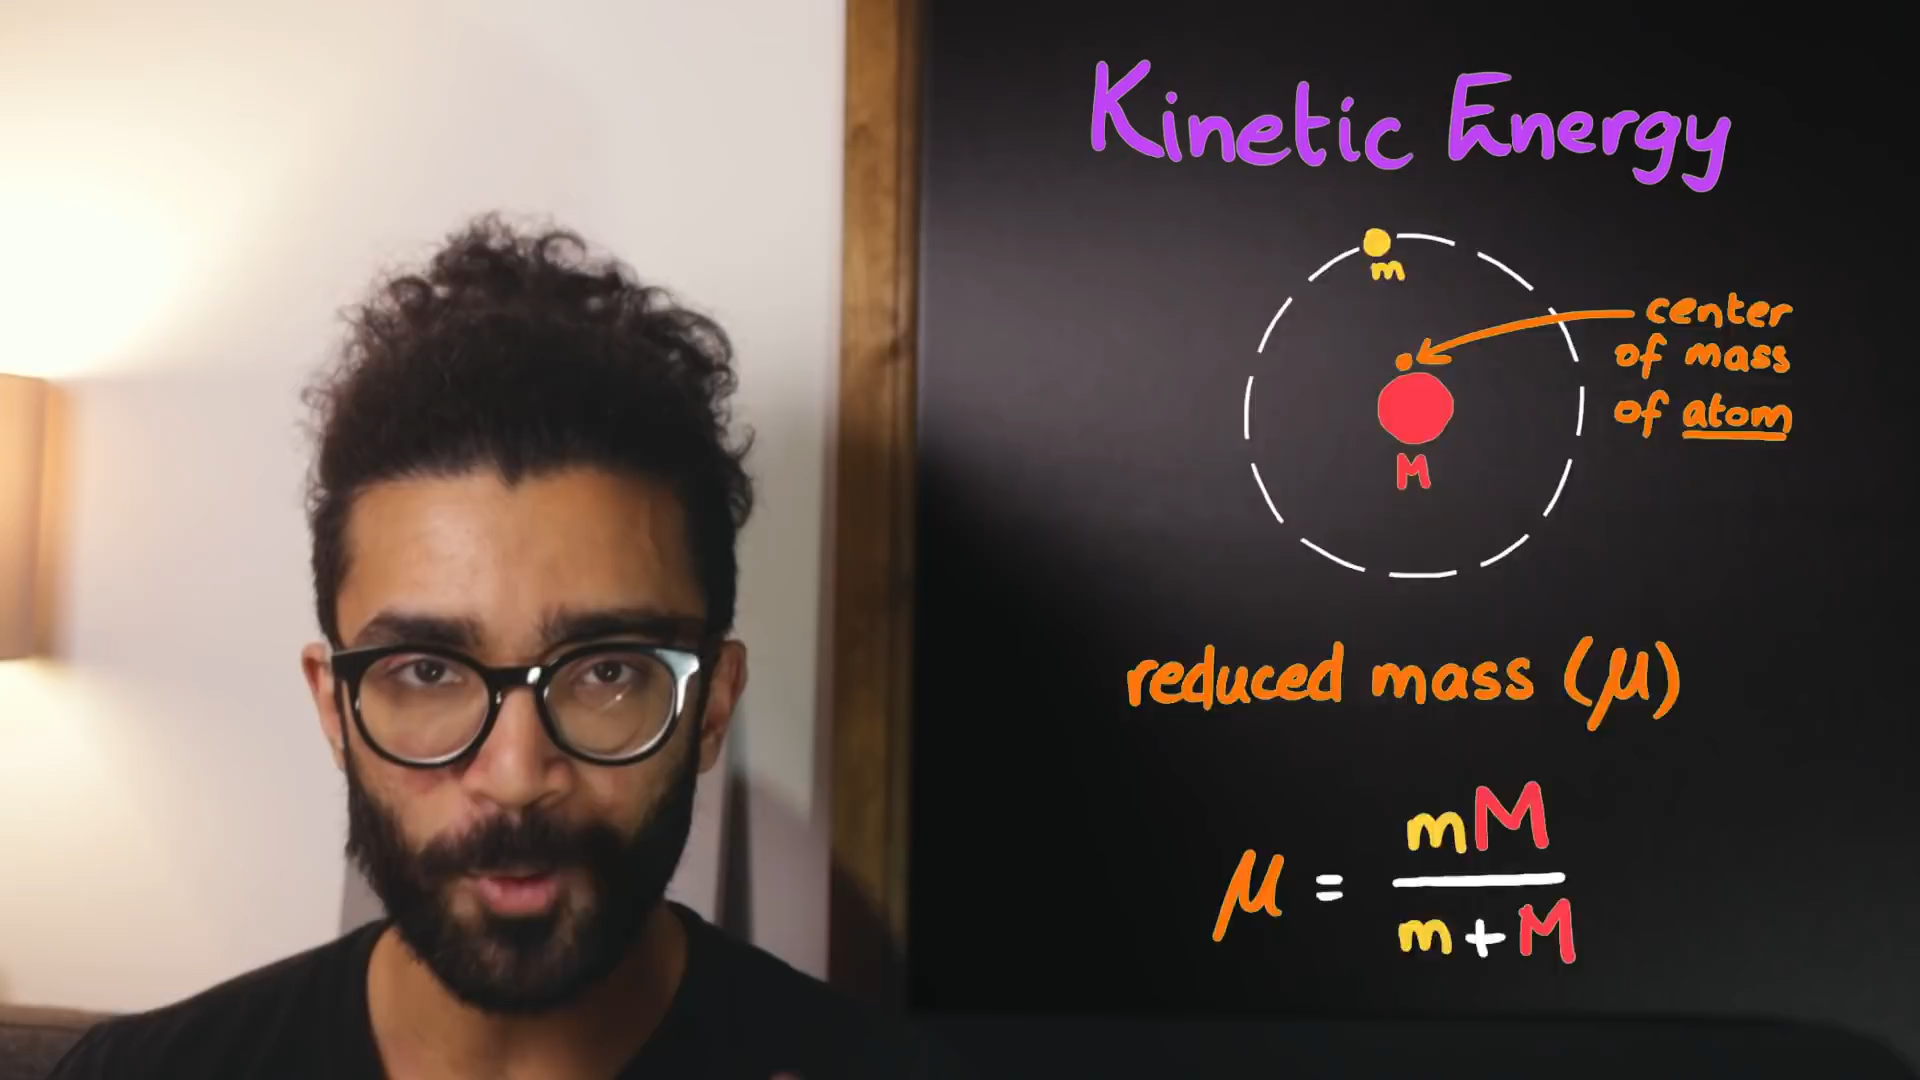 Kinetic Energy
m
center
of mass
of atom
M
reduced mass (μ)
μ = mM
m+M